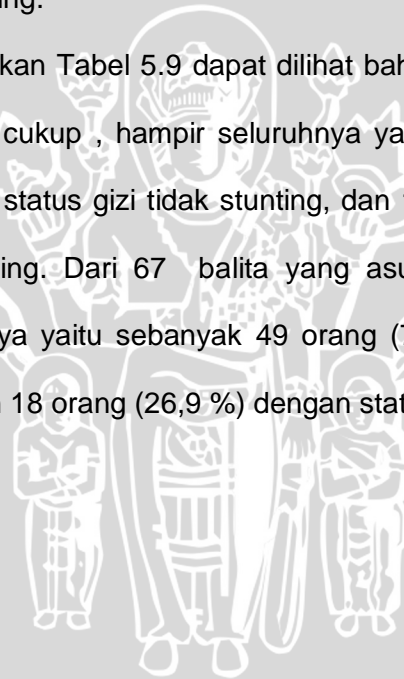 kan Tabel 5.9 dapat dilihat bah
cukup , hampir seluruhnya ya
status gizi tidak stunting, dan
ing. Dari 67 balita yang asu
ya yaitu sebanyak 49 orang (7
18 orang (26,9 %) dengan stat